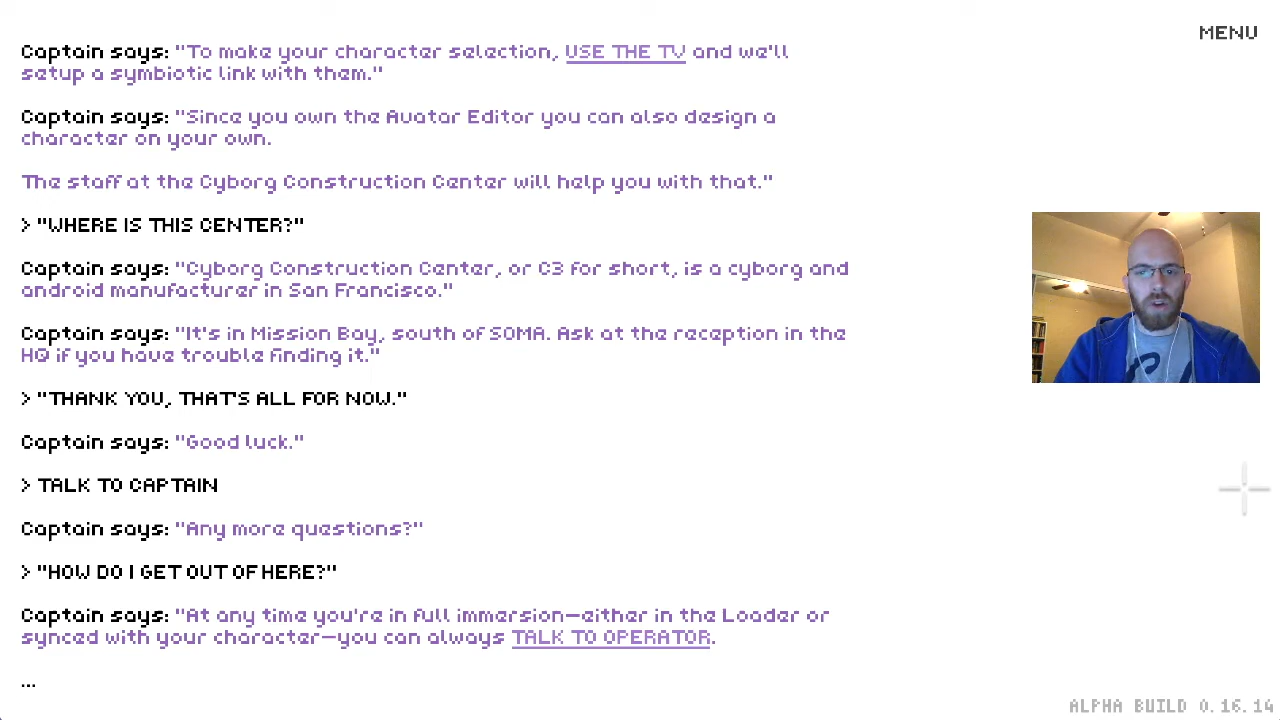 MENU
Captain says: "To make your character selection, USE THE TV and we'll
setup a symbiotic link with them."
Captain says: "Since you own the Avatar Editor you can also design a
character on your own.
The staff at the Cyborg Construction Center will help you with that."
> "WHERE IS THIS CENTER?"
Captain says: "Cyborg Construction Center, or C3 for short, is a cyborg and
android manufacturer in San Francisco."
Captain says: "It's in Mission Bay, south of SOMA. Ask at the reception in the
HQ if you have trouble finding it."
> "THANK YOU, THAT'S ALL FOR NOW."
Captain says: "Good luck."
> TALK TO CAPTAIN
Captain says: "Any more questions?"
> "HOW DO I GET OUT OF HERE?"
Captain says: "At any time you're in full immersion—either in the Loader or
synced with your character—you can always TALK TO OPERATOR.
...
ALPHA BUILD 0.16.14